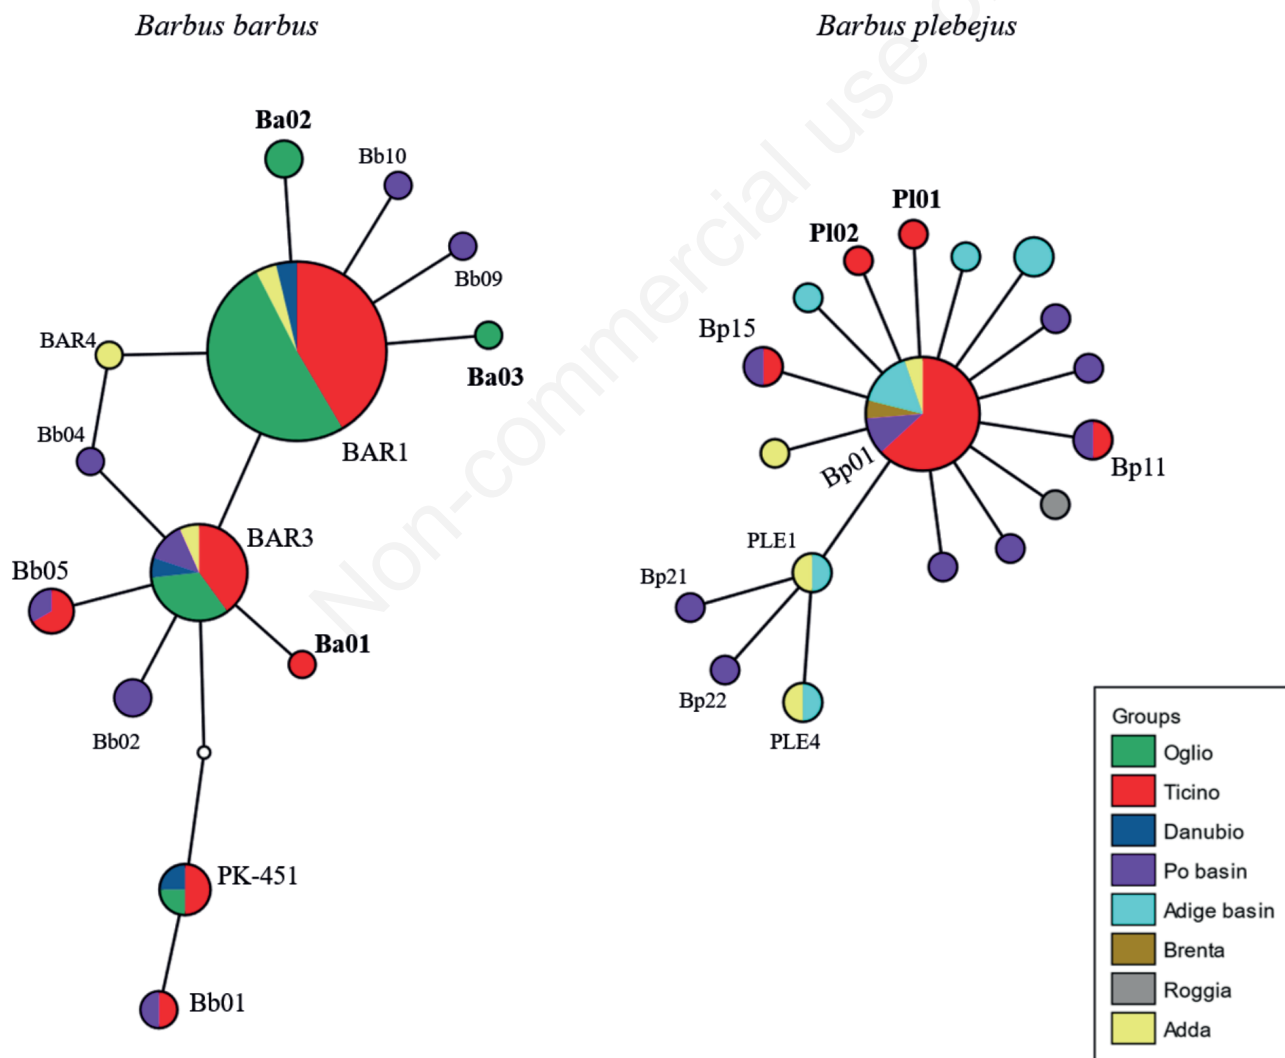 Barbus barbus
Barbus plebejus
Non-commercial use o
Ba02
Bb10
Bb09
BAR4
Ba03
BAR1
Bb04
BAR3
Bb05
Ba01
Bb02
PK-451
Bb01
Pl01
Pl02
Bp15
Bp01
Bp11
PLE1
Bp21
Bp22
PLE4
Groups
Oglio
Ticino
Danubio
Po basin
Adige basin
Brenta
Roggia
Adda